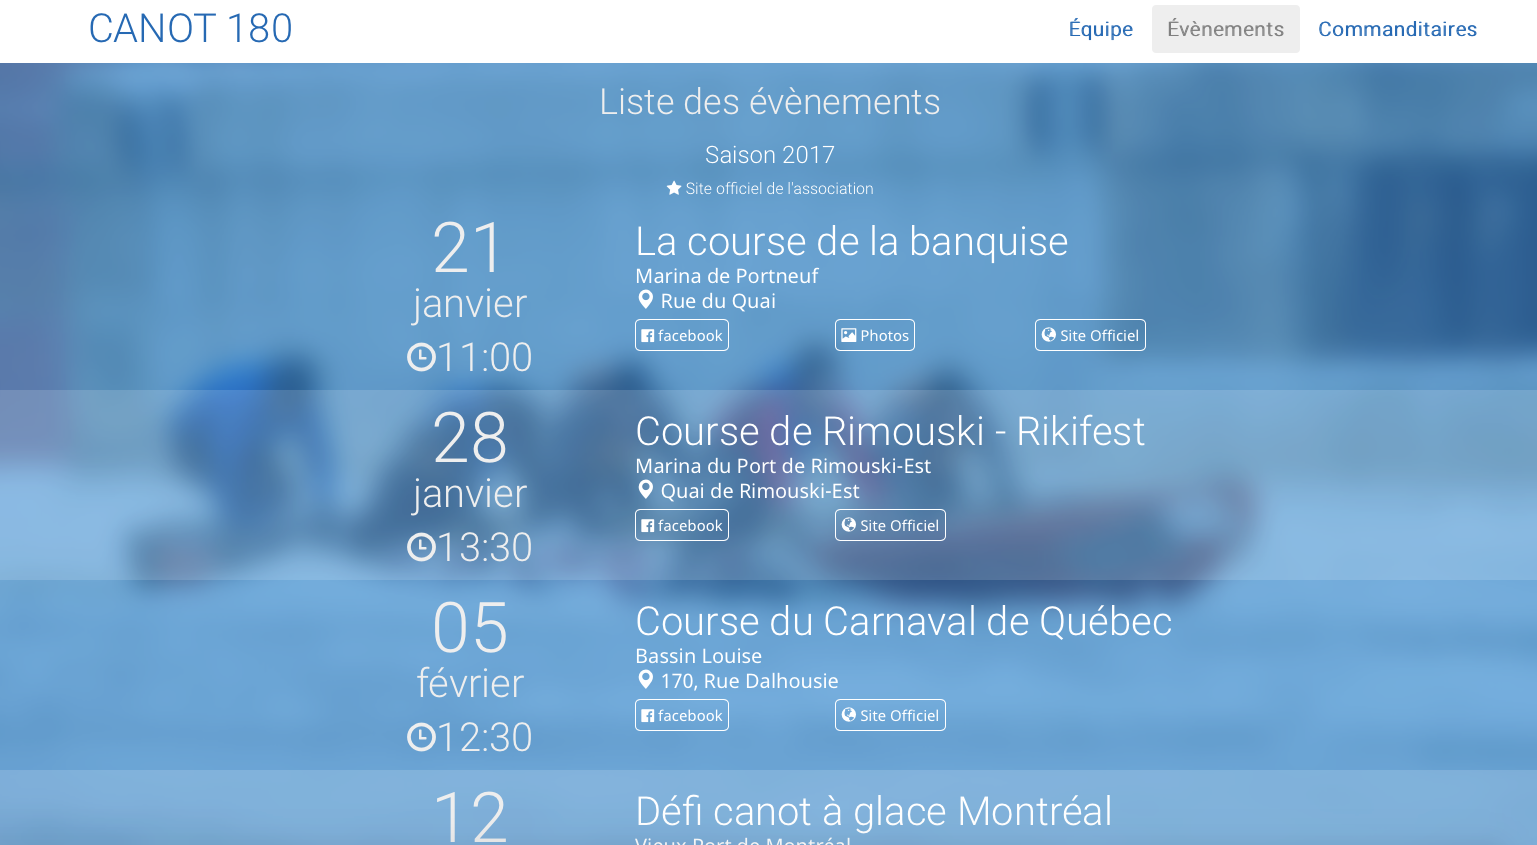 CANOT 180
Équipe
Évènements
Commanditaires
Liste des évènements
Saison 2017
Site officiel de l'association
21
janvier
11:00
La course de la banquise
Marina de Portneuf
Rue du Quai
facebook
Photos
Site Officiel
28
janvier
13:30
Course de Rimouski - Rikifest
Marina du Port de Rimouski-Est
Quai de Rimouski-Est
facebook
Site Officiel
05
février
12:30
Course du Carnaval de Québec
Bassin Louise
170, Rue Dalhousie
facebook
Site Officiel
12
Défi canot à glace Montréal
Vieux Port de Montréal